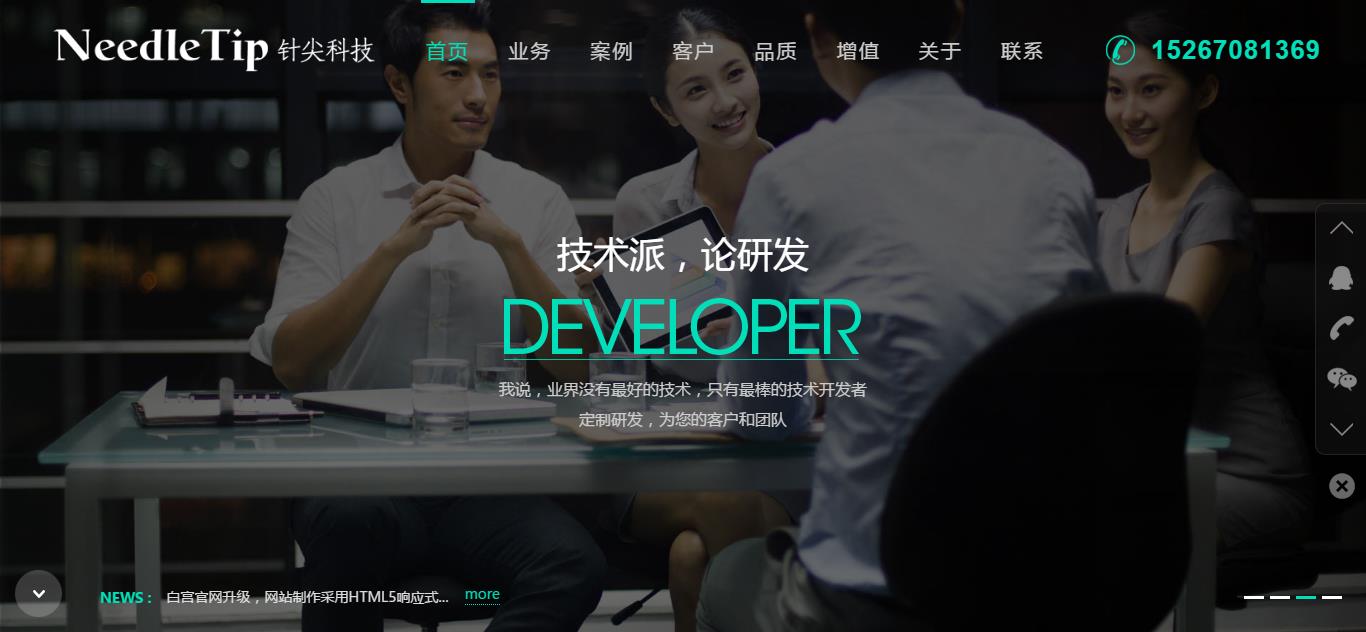 NeedleTip 针尖科技
首页 业务 案例 客户 品质 增值 关于 联系
15267081369
技术派，论研发
DEVELOPER
我说，业界没有最好的技术，只有最棒的技术开发者
定制研发，为您的客户和团队
NEWS： 白宫官网升级，网站制作采用HTML5响应式... more